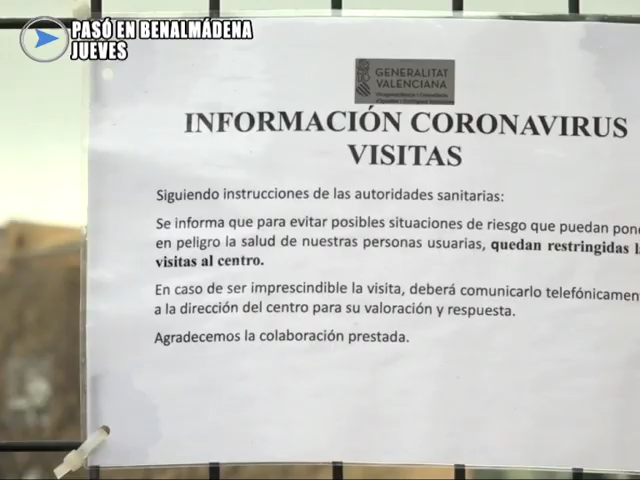 PASÓ EN BENALMÁDENA
JUEVES
GENERALITAT
VALENCIANA
INFORMACIÓN CORONAVIRUS
VISITAS
Siguiendo instrucciones de las autoridades sanitarias:
Se informa que para evitar posibles situaciones de riesgo que puedan pone
en peligro la salud de nuestras personas usuarias, quedan restringidas l
visitas al centro.
En caso de ser imprescindible la visita, deberá comunicarlo telefónicament
a la dirección del centro para su valoración y respuesta.
Agradecemos la colaboración prestada.